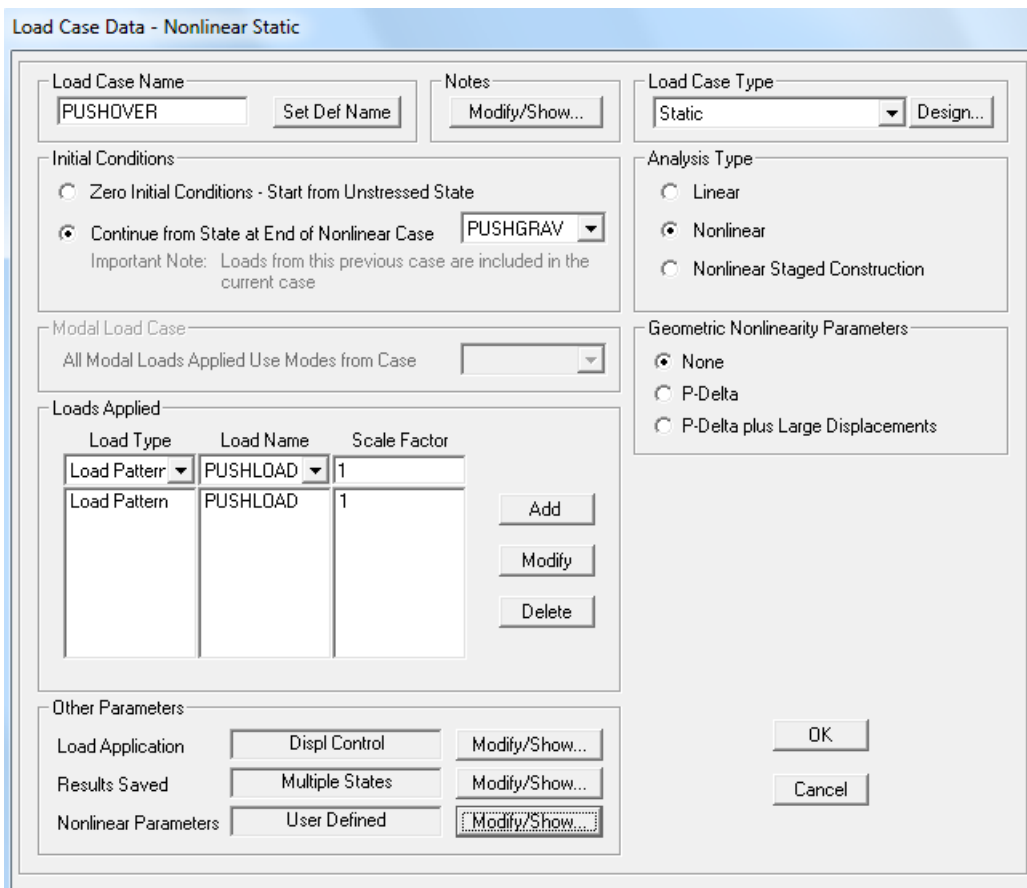 Load Case Data - Nonlinear Static
Load Case Name
PUSHOVER
Set Def Name
Notes
Modify/Show...
Load Case Type
Static
Design...
Initial Conditions
Zero Initial Conditions - Start from Unstressed State
Continue from State at End of Nonlinear Case
PUSHGRAV
Important Note: Loads from this previous case are included in the
current case
Analysis Type
Linear
Nonlinear
Nonlinear Staged Construction
Modal Load Case
All Modal Loads Applied Use Modes from Case
Geometric Nonlinearity Parameters
None
P-Delta
P-Delta plus Large Displacements
Loads Applied
Load Type Load Name Scale Factor
Load Pattern PUSHLOAD 1
Load Pattern PUSHLOAD 1
Add
Modify
Delete
Other Parameters
Load Application Displ Control Modify/Show...
Results Saved Multiple States Modify/Show...
Nonlinear Parameters User Defined Modify/Show...
OK
Cancel